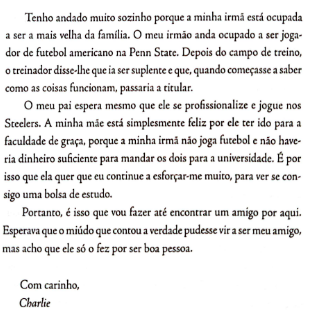 Tenho andado muito sozinho porque a minha irmã está ocupada
a ser a mais velha da família. O meu irmão anda ocupado a ser joga-
dor de futebol americano na Penn State. Depois do campo de treino,
o treinador disse-lhe que ia ser suplente e que, quando começasse a saber
como as coisas funcionam, passaria a titular.
O meu pai espera mesmo que ele se profissionalize e jogue nos
Steelers. A minha mãe está simplesmente feliz por ele ter ido para a
faculdade de graça, porque a minha irmã não joga futebol e não have-
ria dinheiro suficiente para mandar os dois para a universidade. É por
isso que ela quer que eu continue a esforçar-me muito, para ver se con-
sigo uma bolsa de estudo.
Portanto, é isso que vou fazer até encontrar um amigo por aqui.
Esperava que o miúdo que contou a verdade pudesse vir a ser meu amigo,
mas acho que ele só o fez por ser boa pessoa.
Com carinho,
Charlie